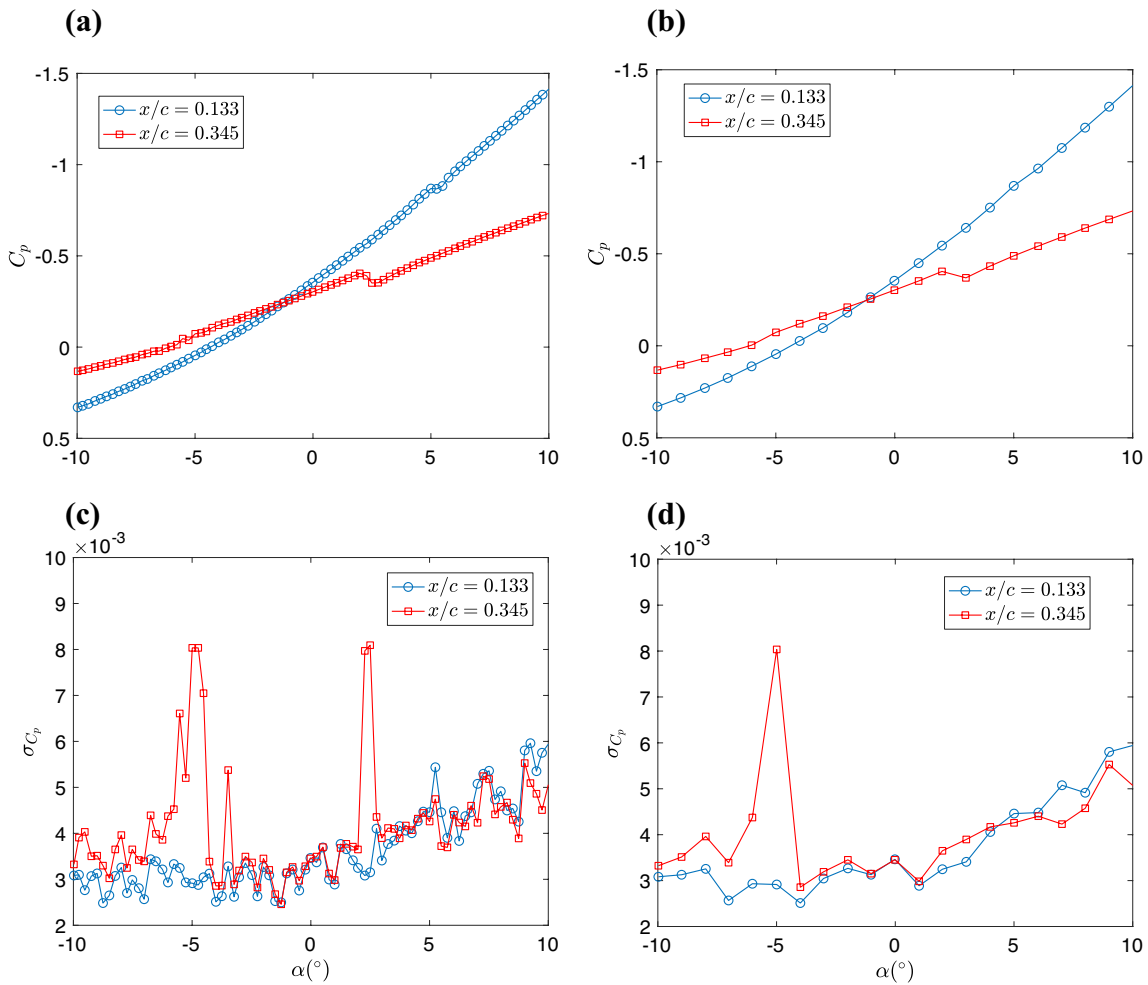 (a)
-1.5
-1
-0.5
0
0.5
C_p
-10
-5
0
5
10
x/c = 0.133
x/c = 0.345
(b)
-1.5
-1
-0.5
0
0.5
C_p
-10
-5
0
5
10
x/c = 0.133
x/c = 0.345
(c)
×10^-3
10
9
8
7
6
5
4
3
2
σ_{C_p}
-10
-5
0
5
10
α(°)
x/c = 0.133
x/c = 0.345
(d)
×10^-3
10
9
8
7
6
5
4
3
2
σ_{C_p}
-10
-5
0
5
10
α(°)
x/c = 0.133
x/c = 0.345